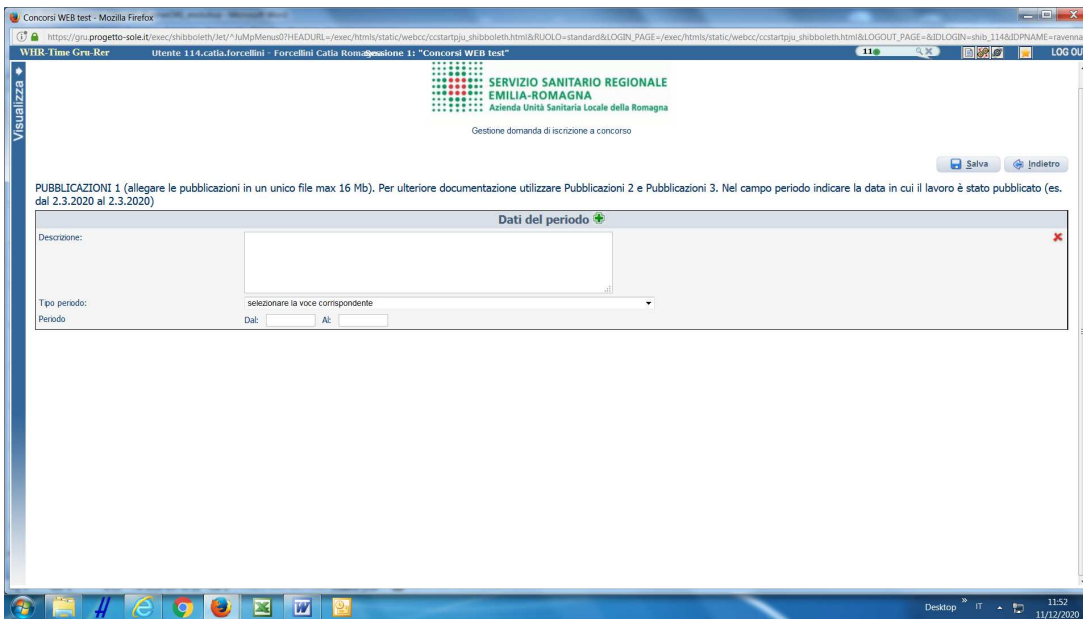 Concorsi WEB test - Mozilla Firefox
https://gru.progetto-sole.it/exec/shibboleth/Jet/^JuMpMenus0?HEADURL=/exec/htmls/static/webcc/ccstartpju_shibboleth.html&RUOLO=standard&LOGIN_PAGE=/exec/htmls/static/webcc/ccstartpju_shibboleth.html&LOGOUT_PAGE=&IDLOGIN=shib_114&IDPNAME=ravenna
WHR-Time Gru-Rer Utente 114.catia.forcellini - Forcellini Catia Sessione 1: "Concorsi WEB test" 11 LOG OU
Visualizza
SERVIZIO SANITARIO REGIONALE
EMILIA-ROMAGNA
Azienda Unità Sanitaria Locale della Romagna
Gestione domanda di iscrizione a concorso
Salva Indietro
PUBBLICAZIONI 1 (allegare le pubblicazioni in un unico file max 16 Mb). Per ulteriore documentazione utilizzare Pubblicazioni 2 e Pubblicazioni 3. Nel campo periodo indicare la data in cui il lavoro è stato pubblicato (es.
dal 2.3.2020 al 2.3.2020)
Dati del periodo
Descrizione:
Tipo periodo: selezionare la voce corrispondente
Periodo Dal: Al:
Desktop » IT 11:52
11/12/2020